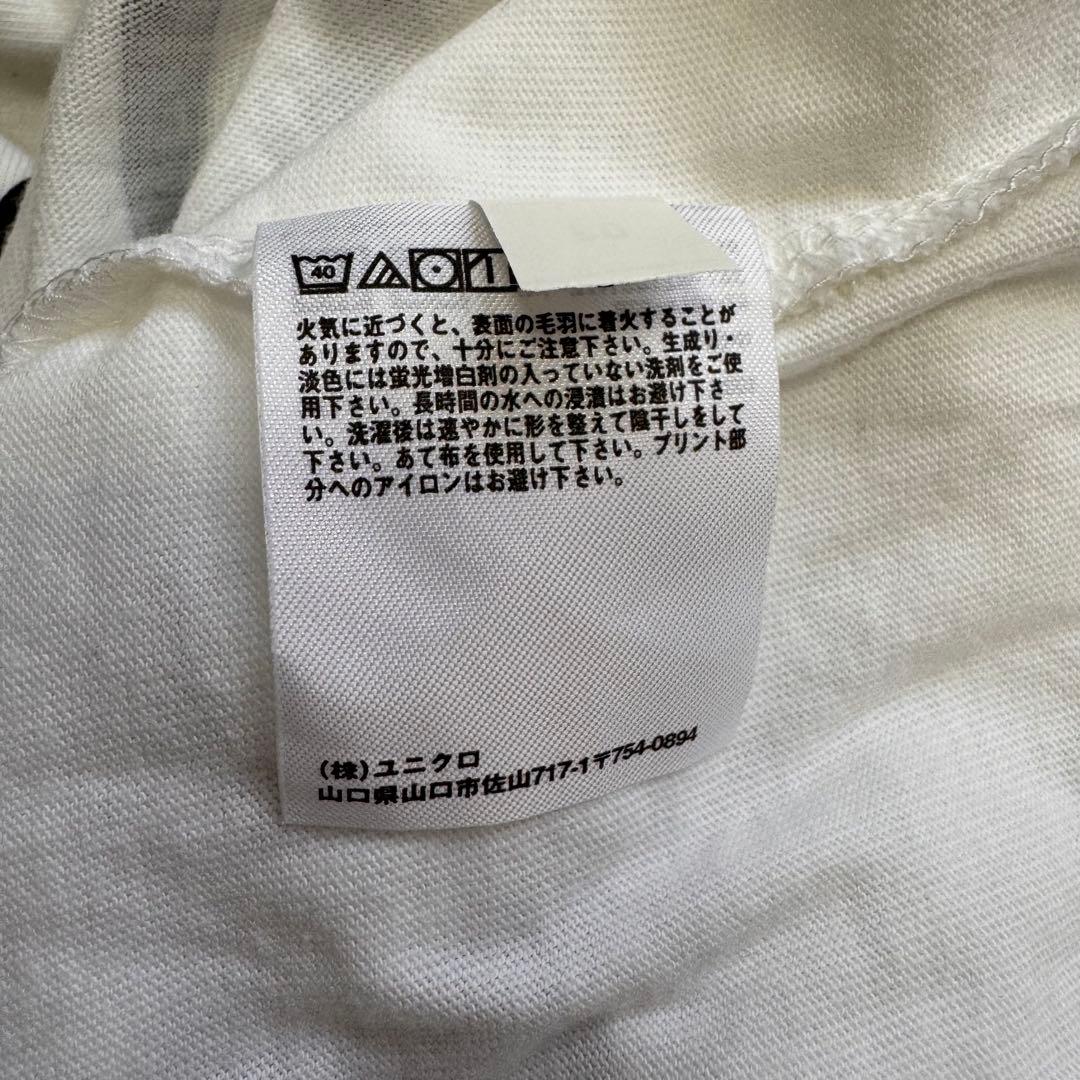 40
火気に近づくと、表面の毛羽に着火することが
ありますので、十分にご注意下さい。生成り・
淡色には蛍光増白剤の入っていない洗剤をご使
用下さい。長時間の水への浸漬はお避け下さ
い。洗濯後は速やかに形を整えて陰干しをして
下さい。あて布を使用して下さい。プリント部
分へのアイロンはお避け下さい。
(株)ユニクロ
山口県山口市佐山717-1〒754-0894